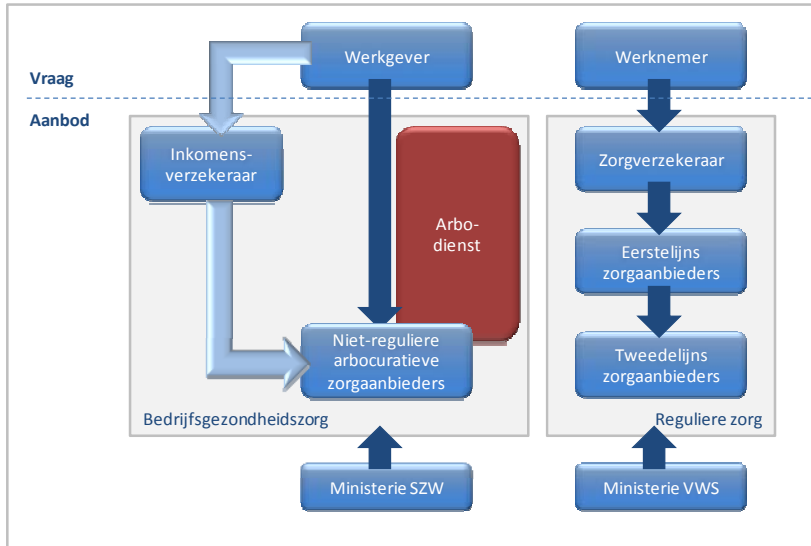 Werkgever
Werknemer
Vraag
Aanbod
Inkomens-
verzekeraar
Zorgverzekeraar
Arbo-
dienst
Eerstelijns
zorgaanbieders
Niet-reguliere
arbocuratieve
zorgaanbieders
Tweedelijns
zorgaanbieders
Bedrijfsgezondheidszorg
Reguliere zorg
Ministerie SZW
Ministerie VWS